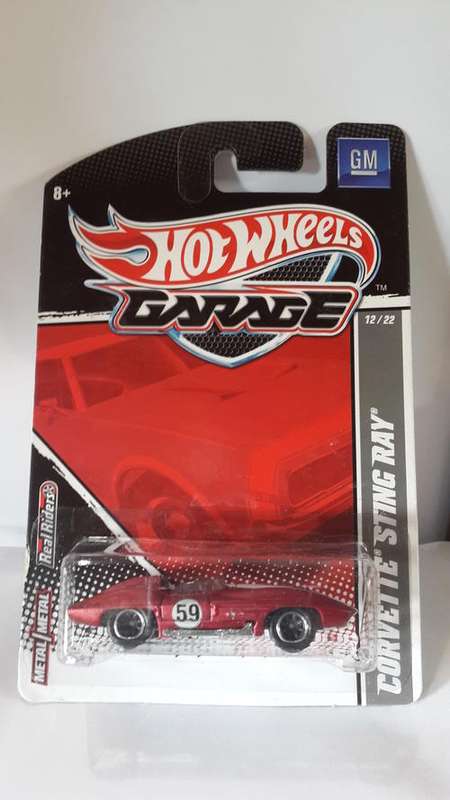 8+
GM
HOT WHEELS
TM
GARAGE
12/22
CORVETTE® STING RAY®
Real Riders
METAL/METAL
59